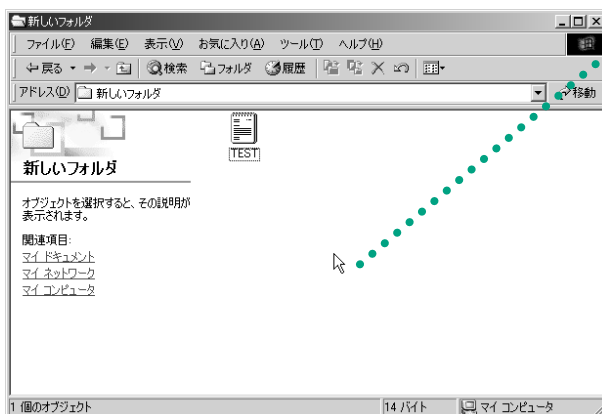 新しいフォルダ
ファイル(F) 編集(E) 表示(V) お気に入り(A) ツール(T) ヘルプ(H)
戻る 検索 フォルダ 履歴
アドレス(D) 新しいフォルダ 移動
TEST
新しいフォルダ
オブジェクトを選択すると、その説明が
表示されます。
関連項目:
マイ ドキュメント
マイ ネットワーク
マイ コンピュータ
1 個のオブジェクト 14 バイト マイ コンピュータ